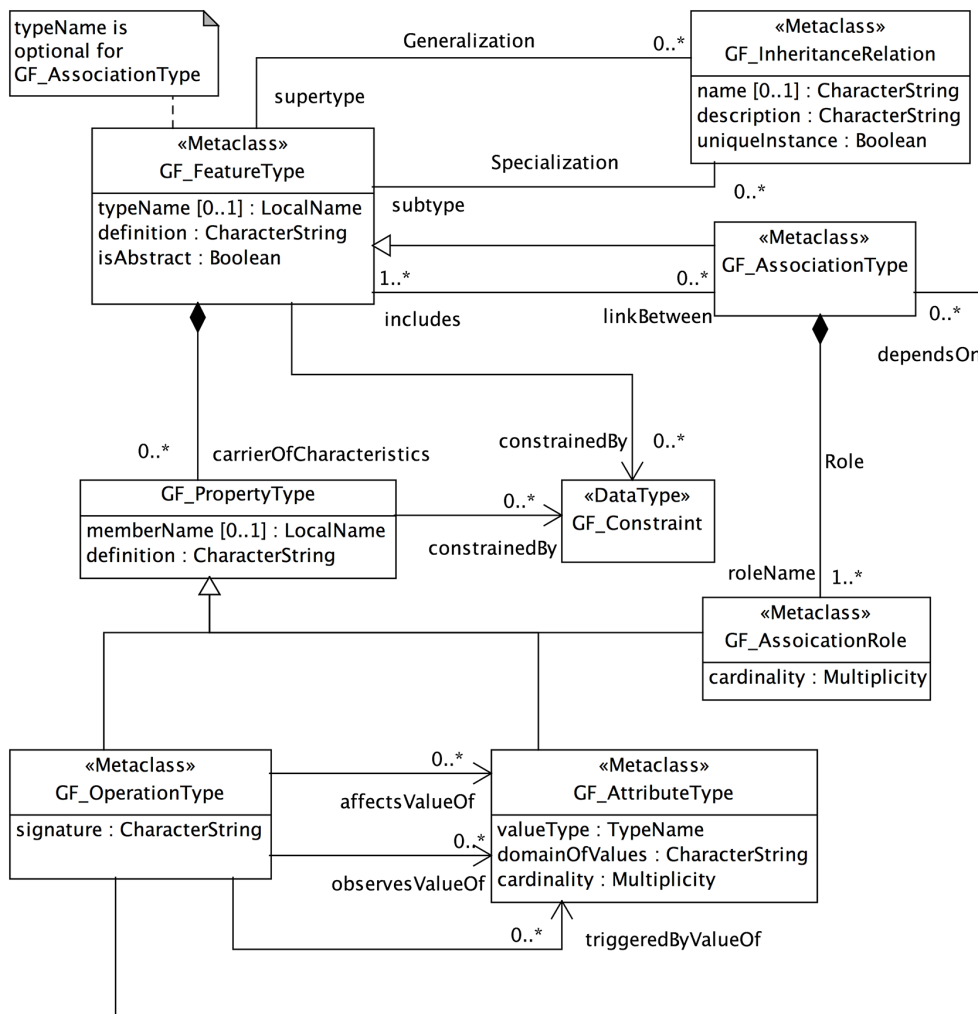 typeName is
optional for
GF_AssociationType
Generalization
0..*
supertype
«Metaclass»
GF_InheritanceRelation
name [0..1] : CharacterString
description : CharacterString
uniqueInstance : Boolean
«Metaclass»
GF_FeatureType
typeName [0..1] : LocalName
definition : CharacterString
isAbstract : Boolean
Specialization
0..*
subtype
«Metaclass»
GF_AssociationType
1..*
0..*
includes
linkBetween
0..*
dependsOn
0..*
carrierOfCharacteristics
constrainedBy
0..*
Role
GF_PropertyType
memberName [0..1] : LocalName
definition : CharacterString
0..*
constrainedBy
«DataType»
GF_Constraint
roleName
1..*
«Metaclass»
GF_AssoicationRole
cardinality : Multiplicity
«Metaclass»
GF_OperationType
signature : CharacterString
0..*
affectsValueOf
0..*
observesValueOf
«Metaclass»
GF_AttributeType
valueType : TypeName
domainOfValues : CharacterString
cardinality : Multiplicity
0..*
triggeredByValueOf